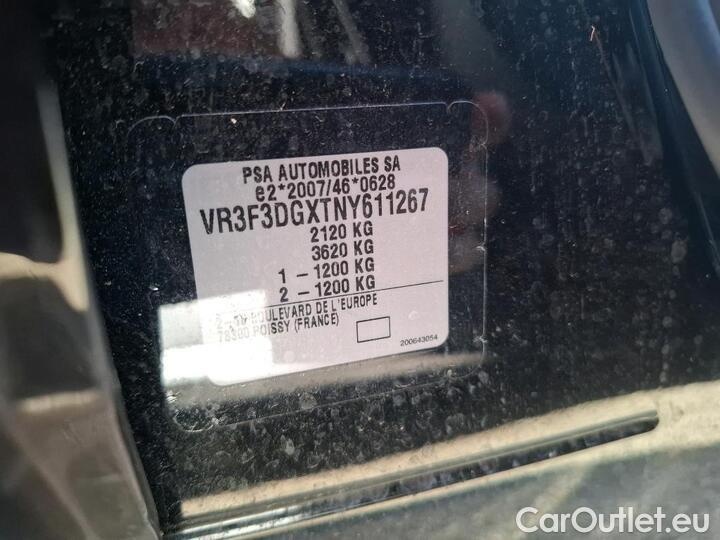 PSA AUTOMOBILES SA
e2*2007/46*0628
VR3F3DGXTNY611267
2120 KG
3620 KG
1 - 1200 KG
2 - 1200 KG
BOULEVARD DE L'EUROPE
78300 POISSY (FRANCE)
200643054
CarOutlet.eu